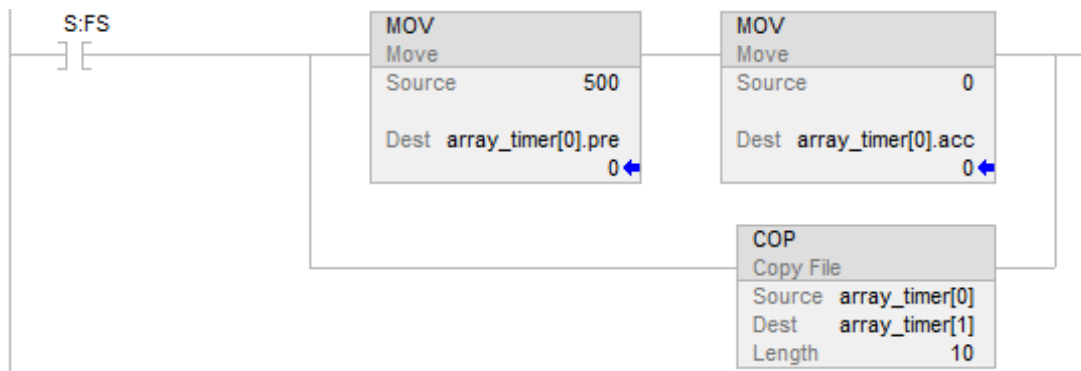 S:FS
MOV
Move
Source 500
Dest array_timer[0].pre
0
MOV
Move
Source 0
Dest array_timer[0].acc
0
COP
Copy File
Source array_timer[0]
Dest array_timer[1]
Length 10